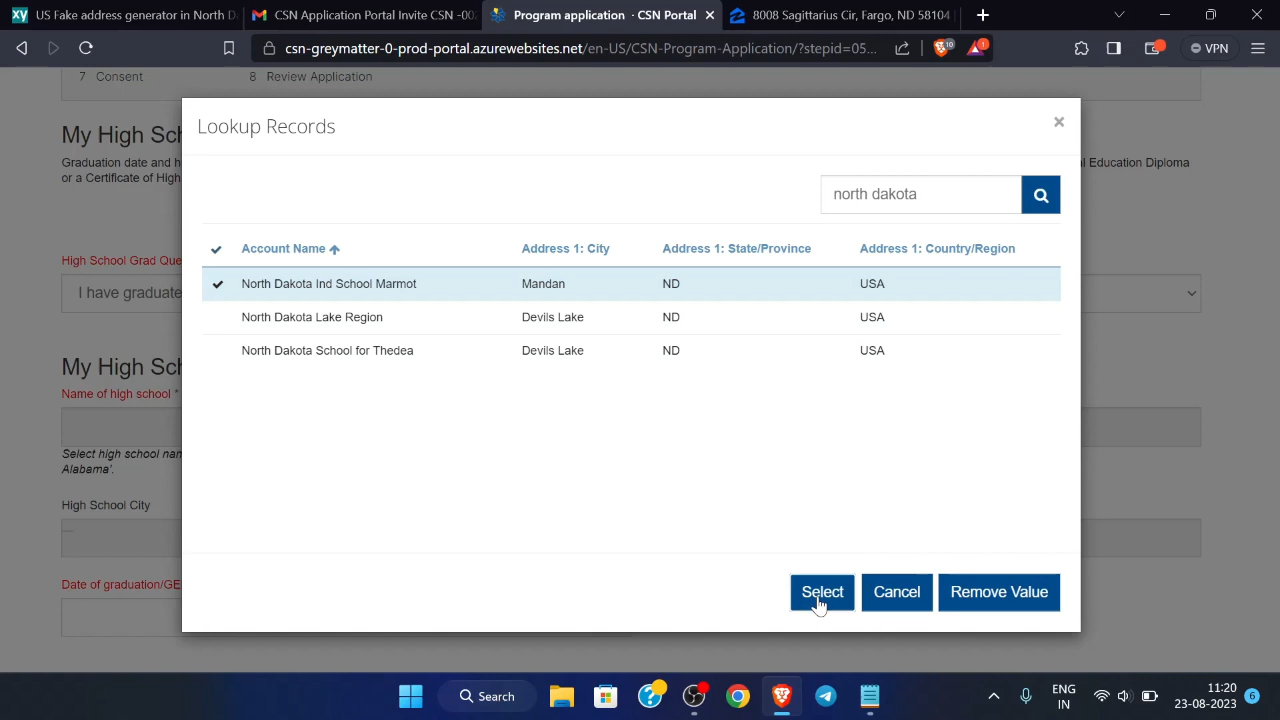 US Fake address generator in North D
CSN Application Portal Invite CSN -00
Program application · CSN Portal
8008 Sagittarius Cir, Fargo, ND 58104
csn-greymatter-0-prod-portal.azurewebsites.net/en-US/CSN-Program-Application/?stepid=05...
10
1
VPN
7 Consent 8 Review Application
My High Sch
Graduation date and h
al Education Diploma
or a Certificate of High
High School Grad Que
I have graduate
My High Sch
Name of high school *
Select high school nam
Alabama'.
High School City
Date of graduation/GE
Lookup Records
north dakota
Account Name Address 1: City Address 1: State/Province Address 1: Country/Region
North Dakota Ind School Marmot Mandan ND USA
North Dakota Lake Region Devils Lake ND USA
North Dakota School for Thedea Devils Lake ND USA
Select Cancel Remove Value
Search
ENG
IN
11:20
23-08-2023
6